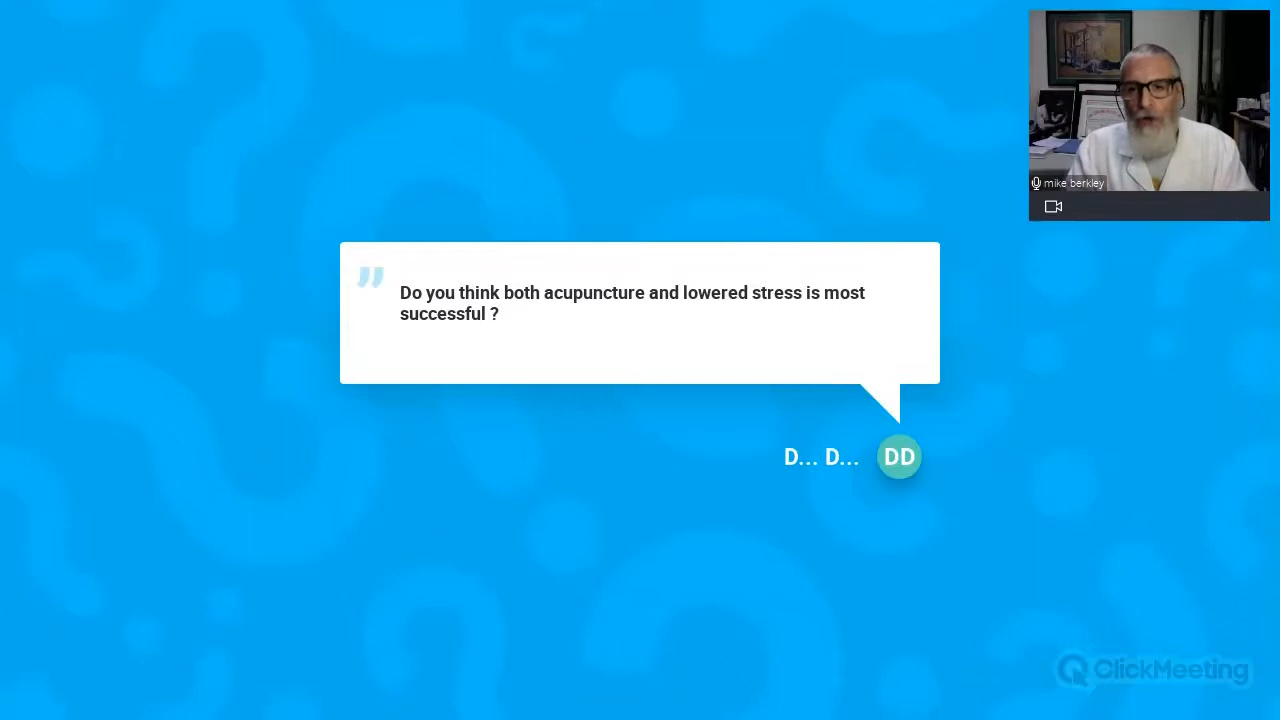 mike berkley
Do you think both acupuncture and lowered stress is most
successful ?
D... D...
DD
ClickMeeting